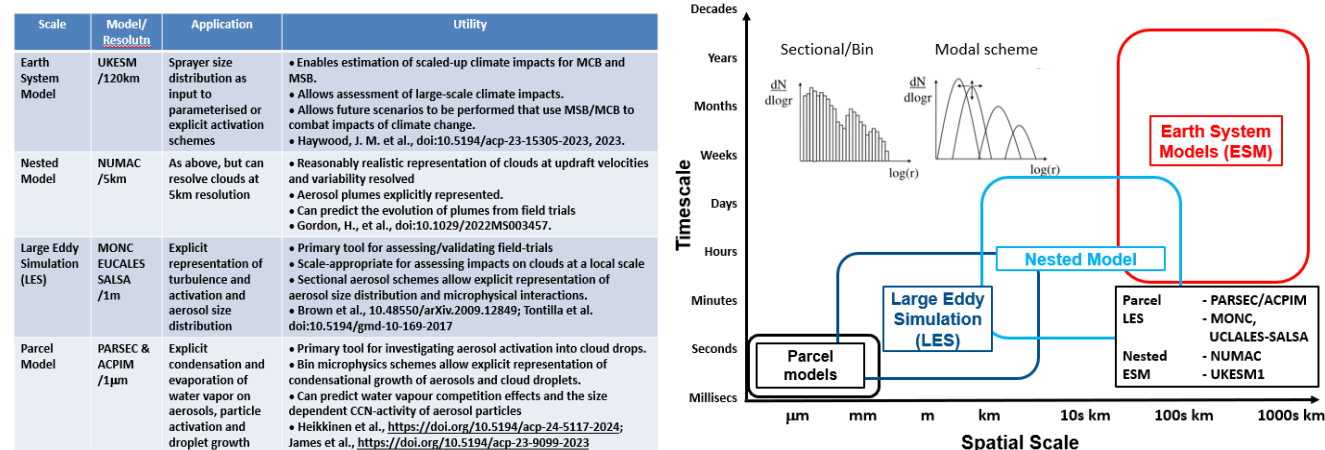 Scale
Model/
Resolutn
Application
Utility
Earth
System
Model
UKESM
/120km
Sprayer size
distribution as
input to
parameterised or
explicit activation
schemes
• Enables estimation of scaled-up climate impacts for MCB and
MSB.
• Allows assessment of large-scale climate impacts.
• Allows future scenarios to be performed that use MSB/MCB to
combat impacts of climate change.
• Haywood, J. M. et al., doi:10.5194/acp-23-15305-2023, 2023.
Nested
Model
NUMAC
/5km
As above, but can
resolve clouds at
5km resolution
• Reasonably realistic representation of clouds at updraft velocities
and variability resolved
• Aerosol plumes explicitly represented.
• Can predict the evolution of plumes from field trials
• Gordon, H., et al., doi:10.1029/2022MS003457.
Large Eddy
Simulation
(LES)
MONC
EUCALES
SALSA
/1m
Explicit
representation of
turbulence and
activation and
aerosol size
distribution
• Primary tool for assessing/validating field-trials
• Scale-appropriate for assessing impacts on clouds at a local scale
• Sectional aerosol schemes allow explicit representation of
aerosol size distribution and microphysical interactions.
• Brown et al., 10.48550/arXiv.2009.12849; Tontilla et al.
doi:10.5194/gmd-10-169-2017
Parcel
Model
PARSEC &
ACPIM
/1μm
Explicit
condensation and
evaporation of
water vapor on
aerosols, particle
activation and
droplet growth
• Primary tool for investigating aerosol activation into cloud drops.
• Bin microphysics schemes allow explicit representation of
condensational growth of aerosols and cloud droplets.
• Can predict water vapour competition effects and the size
dependent CCN-activity of aerosol particles
• Heikkinen et al., https://doi.org/10.5194/acp-24-5117-2024;
James et al., https://doi.org/10.5194/acp-23-9099-2023
Timescale
Decades
Years
Months
Weeks
Days
Hours
Minutes
Seconds
Millisecs
Sectional/Bin
dN
dlogr
log(r)
Modal scheme
dN
dlogr
log(r)
Earth System
Models (ESM)
Nested Model
Large Eddy
Simulation
(LES)
Parcel
models
Parcel - PARSEC/ACPIM
LES - MONC,
UCLALES-SALSA
Nested - NUMAC
ESM - UKESM1
μm
mm
m
km
10s km
100s km
1000s km
Spatial Scale